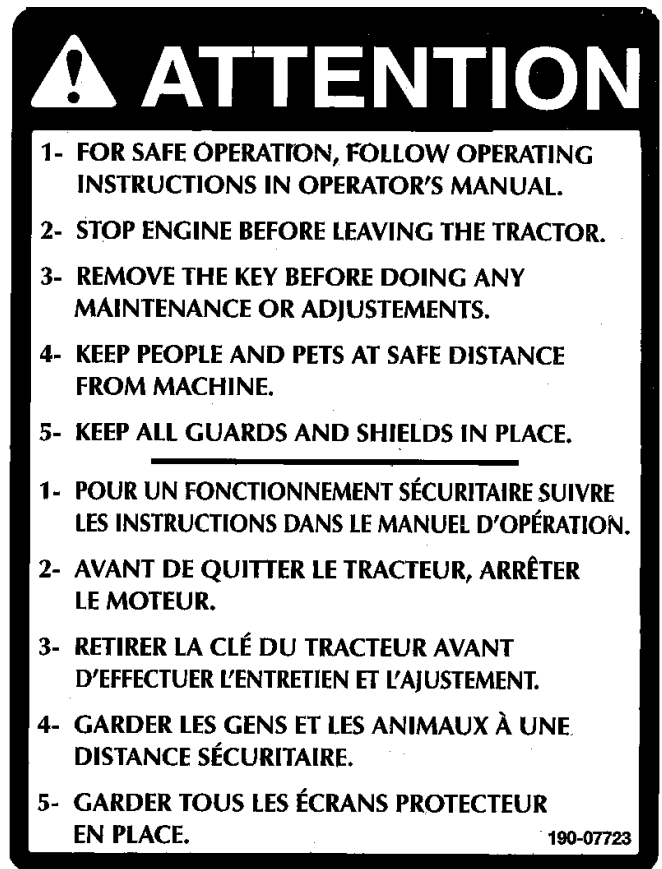 ATTENTION
1- FOR SAFE OPERATION, FOLLOW OPERATING
INSTRUCTIONS IN OPERATOR'S MANUAL.
2- STOP ENGINE BEFORE LEAVING THE TRACTOR.
3- REMOVE THE KEY BEFORE DOING ANY
MAINTENANCE OR ADJUSTEMENTS.
4- KEEP PEOPLE AND PETS AT SAFE DISTANCE
FROM MACHINE.
5- KEEP ALL GUARDS AND SHIELDS IN PLACE.
1- POUR UN FONCTIONNEMENT SÉCURITAIRE SUIVRE
LES INSTRUCTIONS DANS LE MANUEL D'OPÉRATION.
2- AVANT DE QUITTER LE TRACTEUR, ARRÊTER
LE MOTEUR.
3- RETIRER LA CLÉ DU TRACTEUR AVANT
D'EFFECTUER L'ENTRETIEN ET L'AJUSTEMENT.
4- GARDER LES GENS ET LES ANIMAUX À UNE
DISTANCE SÉCURITAIRE.
5- GARDER TOUS LES ÉCRANS PROTECTEUR
EN PLACE.
190-07723